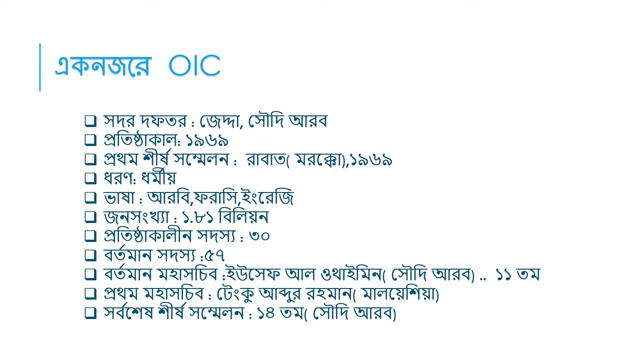 একনজরে OIC
সদর দফতর : জেদ্দা, সৌদি আরব
প্রতিষ্ঠাকাল: ১৯৬৯
প্রথম শীর্ষ সম্মেলন : রাবাত( মরক্কো),১৯৬৯
ধরণ: ধর্মীয়
ভাষা : আরবি,ফরাসি,ইংরেজি
জনসংখ্যা : ১.৮১ বিলিয়ন
প্রতিষ্ঠাকালীন সদস্য : ৩০
বর্তমান সদস্য :৫৭
বর্তমান মহাসচিব :ইউসেফ আল ওথাইমিন( সৌদি আরব) .. ১১ তম
প্রথম মহাসচিব : টেংকু আব্দুর রহমান( মালয়েশিয়া)
সর্বশেষ শীর্ষ সম্মেলন : ১৪ তম( সৌদি আরব)